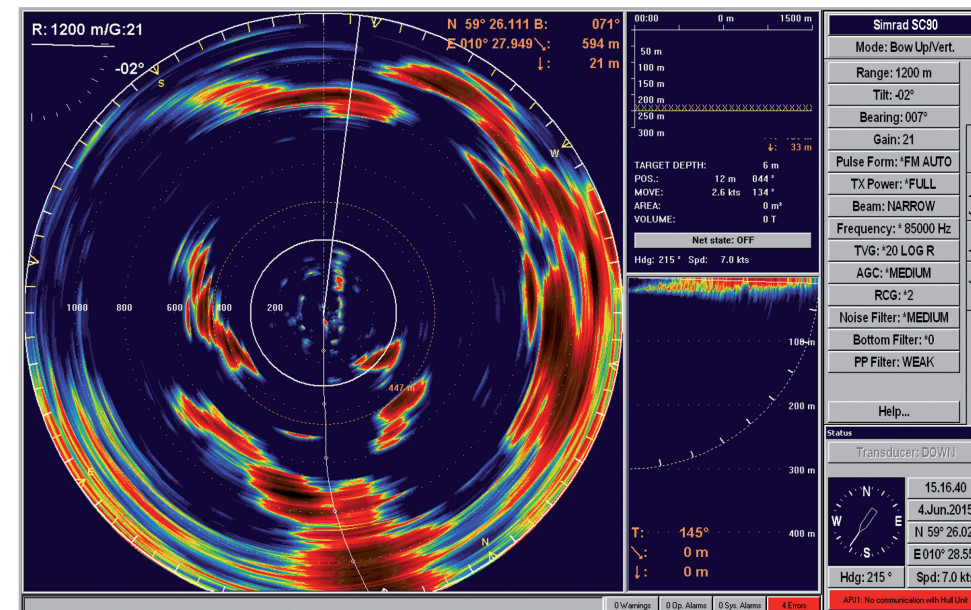 R: 1200 m/G:21
-02°
N 59° 26.111 B: 071°
E 010° 27.949 ↘: 594 m
↓: 21 m
S
W
E
N
1000 800 600 400 200
447 m
00:00 0 m 1500 m
50 m
100 m
150 m
200 m
250 m
300 m
↓: 33 m
TARGET DEPTH: 6 m
POS.: 12 m 044°
MOVE: 2.6 kts 134°
AREA: 0 m²
VOLUME: 0 T
Net state: OFF
Hdg: 215° Spd: 7.0 kts
100 m
200 m
300 m
400 m
T: 145°
↘: 0 m
↓: 0 m
Simrad SC90
Mode: Bow Up/Vert.
Range: 1200 m
Tilt: -02°
Bearing: 007°
Gain: 21
Pulse Form: *FM AUTO
TX Power: *FULL
Beam: NARROW
Frequency: * 85000 Hz
TVG: *20 LOG R
AGC: *MEDIUM
RCG: *2
Noise Filter: *MEDIUM
Bottom Filter: *0
PP Filter: WEAK
Help...
Status
Transducer: DOWN
N
W E
S
15.16.40
4.Jun.2015
N 59° 26.02
E 010° 28.55
Hdg: 215° Spd: 7.0 kts
APJ1: No communication with Hull Unit
0 Warnings 0 Op. Alarms 0 Sys. Alarms 4 Errors